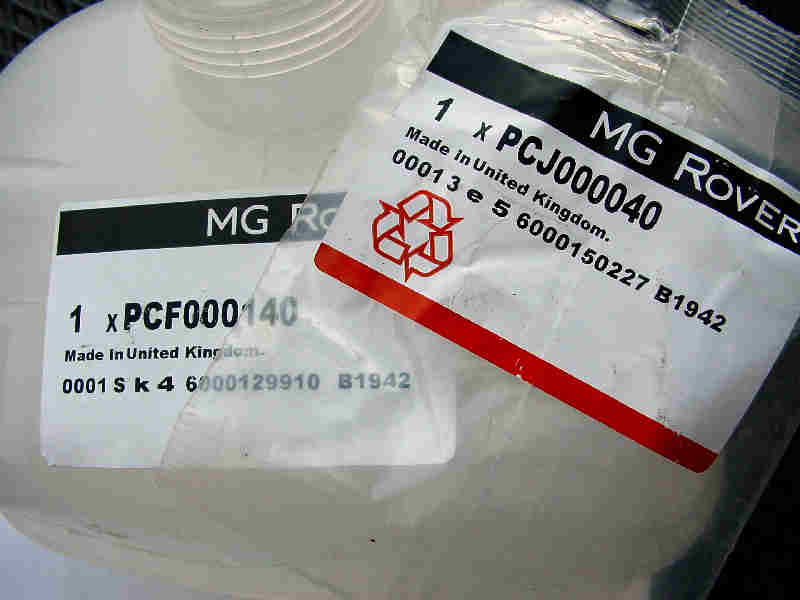 MG ROVER
1 x PCJ000040
Made in United Kingdom.
0001 3 e 5 6000150227 B1942
MG RO
1 x PCF000140
Made in United Kingdom.
0001 S k 4 6000129910 B1942